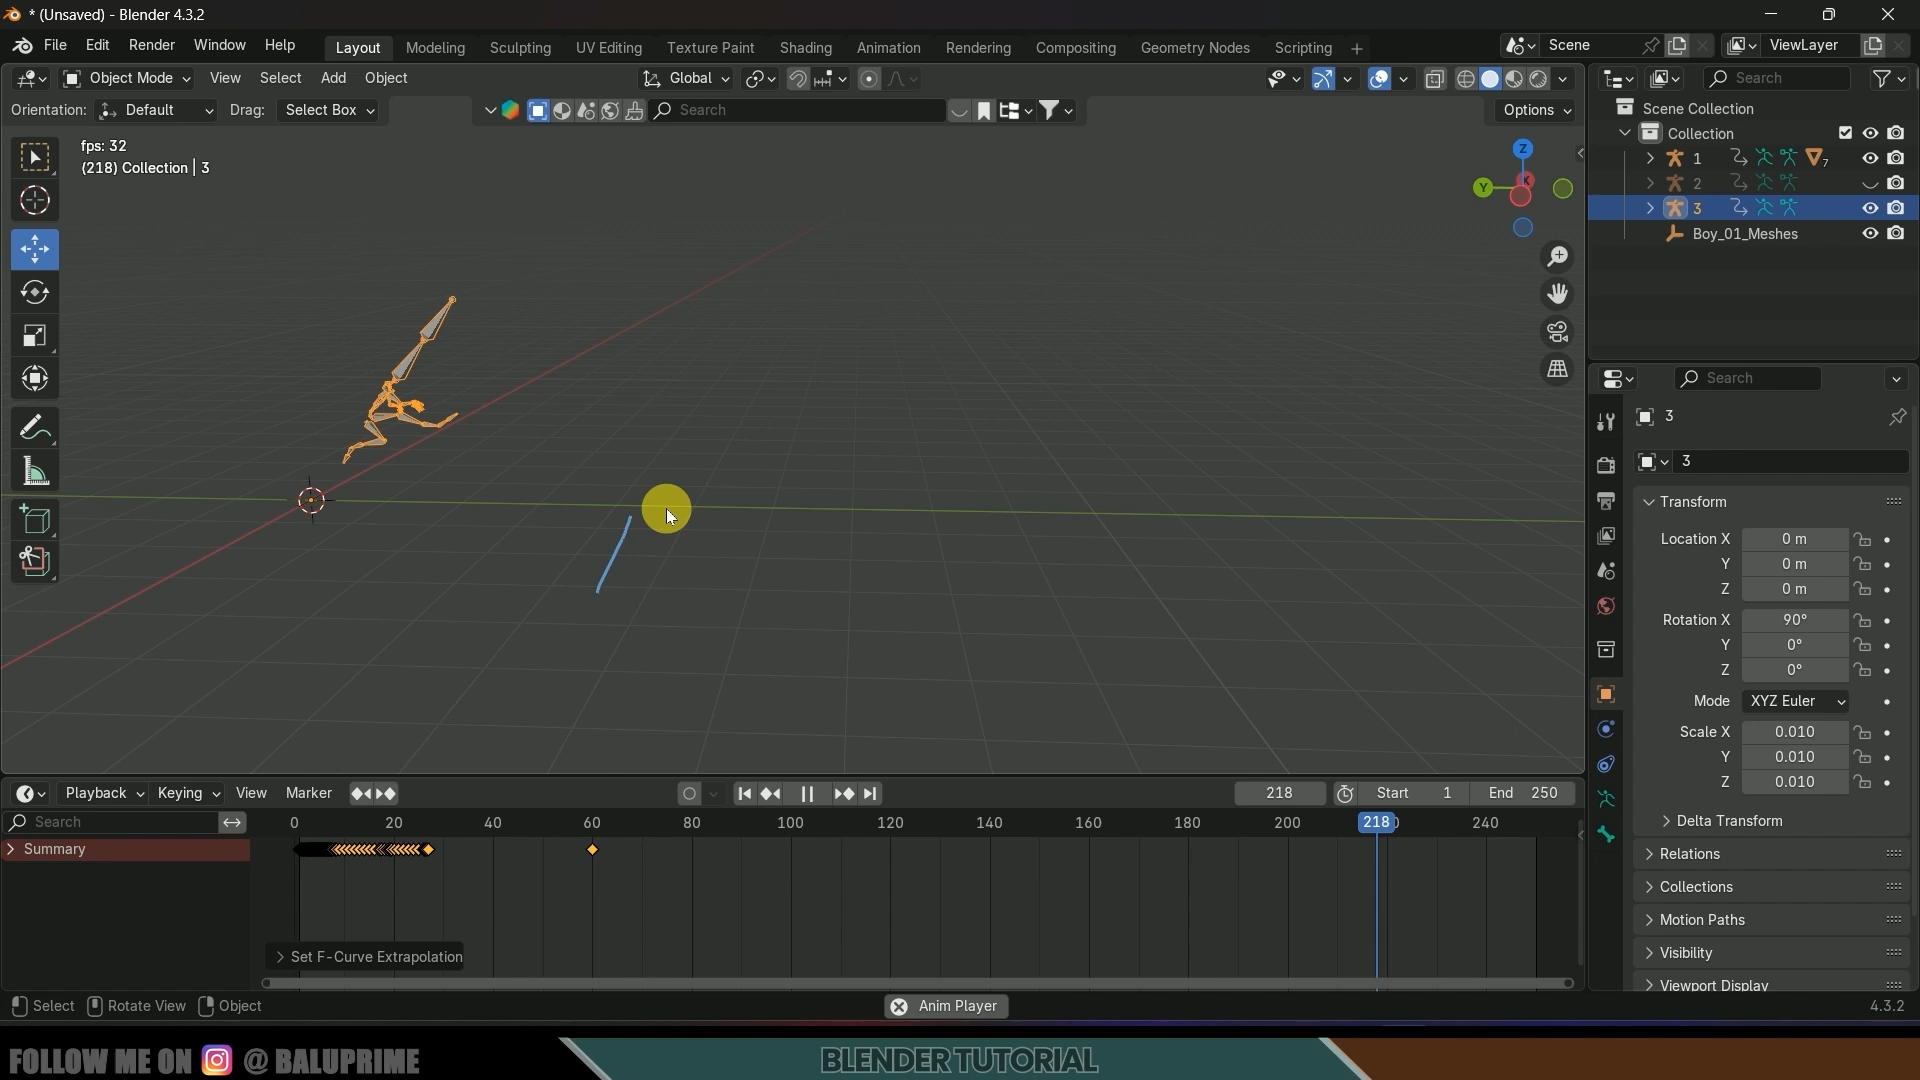 * (Unsaved) - Blender 4.3.2
File Edit Render Window Help Layout Modeling Sculpting UV Editing Texture Paint Shading Animation Rendering Compositing Geometry Nodes Scripting + Scene ViewLayer
Object Mode View Select Add Object Global Search
Orientation: Default Drag: Select Box Search Options
Scene Collection
Collection
fps: 32
(218) Collection | 3
Z
Y X
1 7
2
3
Boy_01_Meshes
Search
3
3
Transform
Location X 0 m
Y 0 m
Z 0 m
Rotation X 90°
Y 0°
Z 0°
Mode XYZ Euler
Scale X 0.010
Y 0.010
Z 0.010
Delta Transform
Relations
Collections
Motion Paths
Visibility
Viewport Display
Playback Keying View Marker 218 Start 1 End 250
Search 0 20 40 60 80 100 120 140 160 180 200 218 240
Summary
Set F-Curve Extrapolation
Select Rotate View Object Anim Player 4.3.2
FOLLOW ME ON @ BALUPRIME BLENDER TUTORIAL